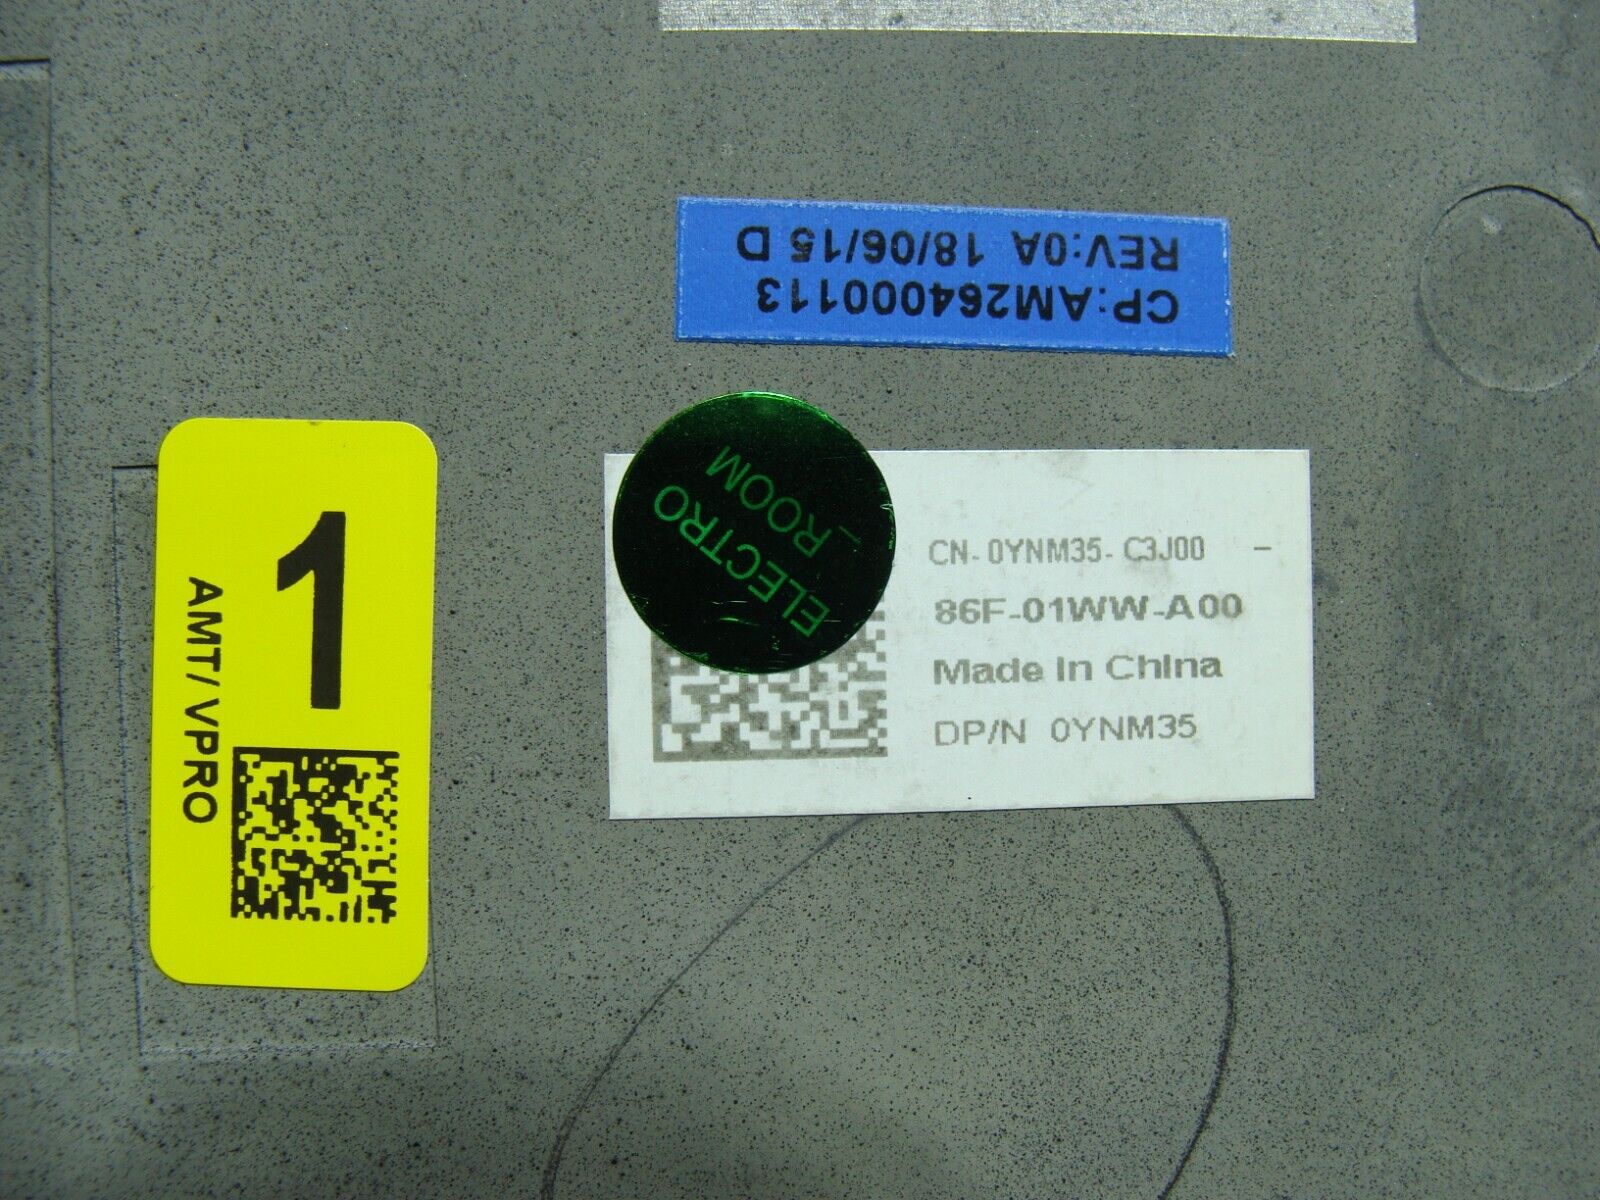 CP:AM264000113
REV:0A 18/06/15 D
ELECTRO
_ROOM
CN-0YNM35-C3J00 -
86F-01WW-A00
Made In China
DP/N 0YNM35
1
AMT/ VPRO